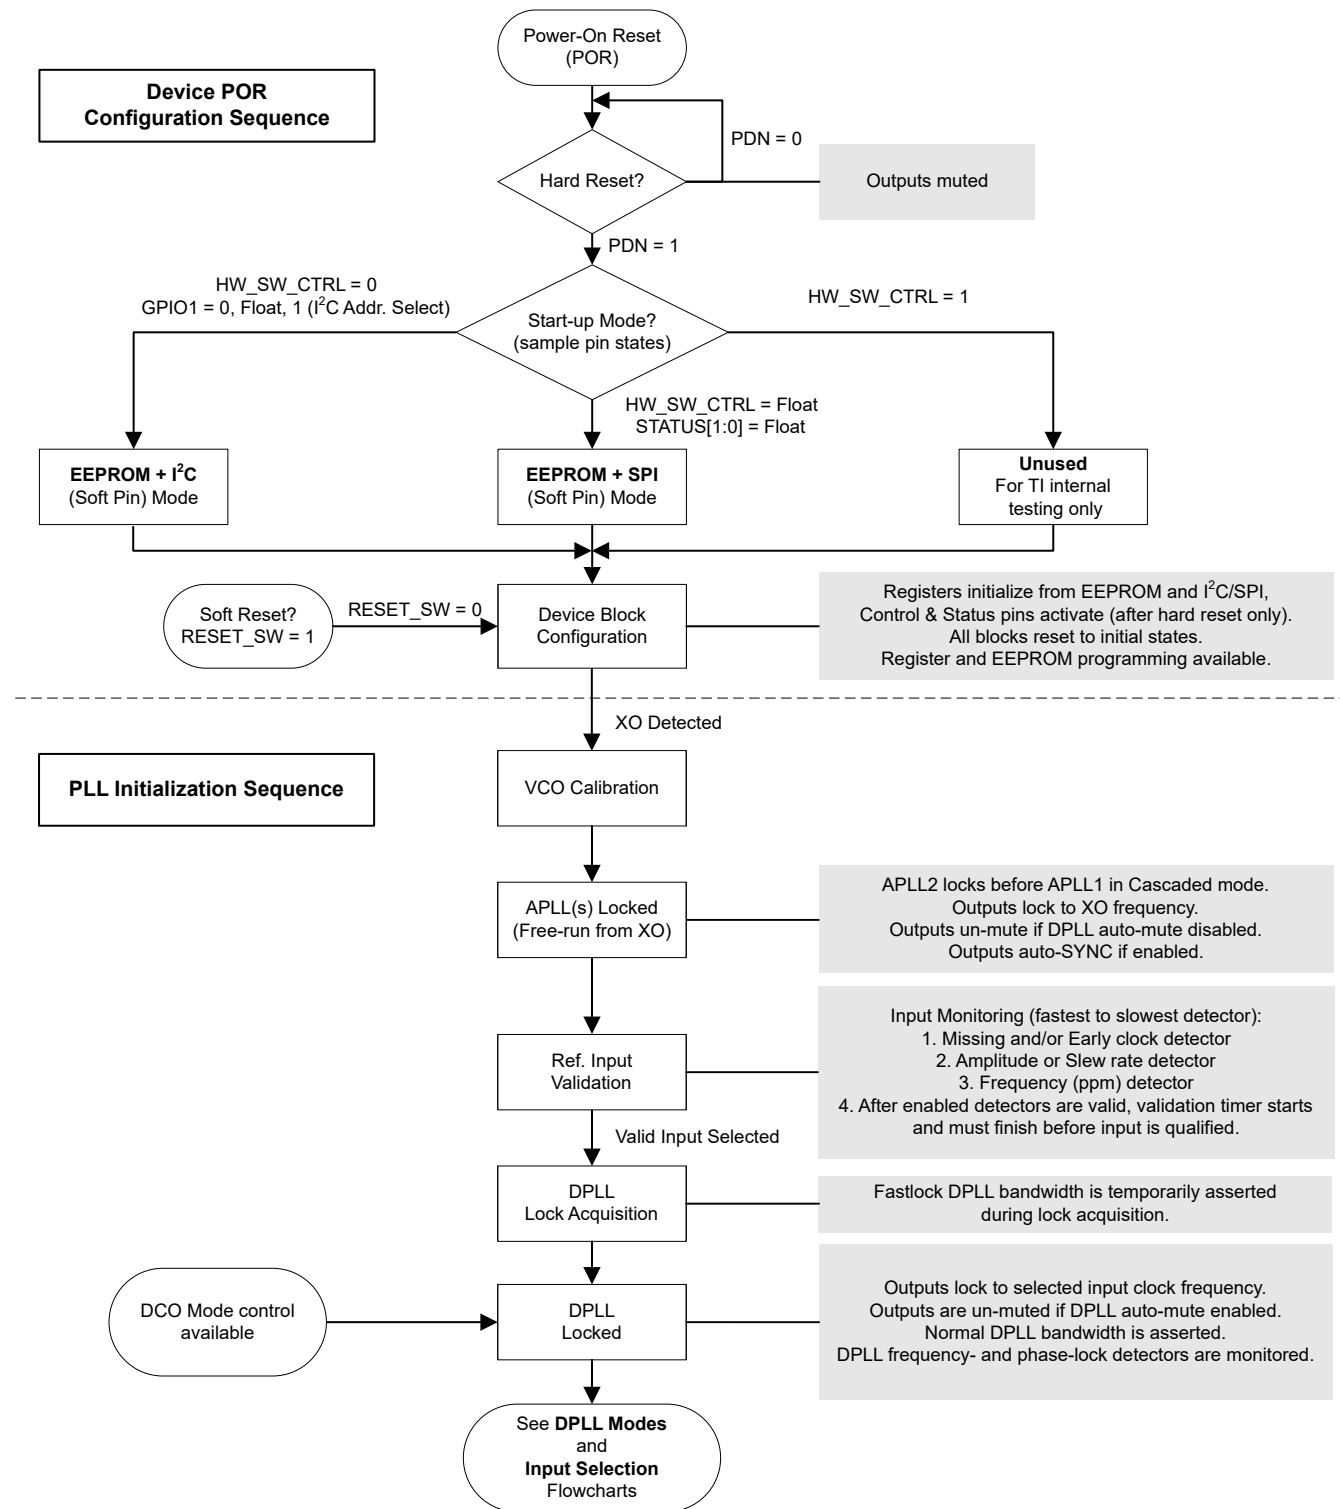 Power-On Reset
(POR)
Device POR
Configuration Sequence
PDN = 0
Hard Reset?
Outputs muted
PDN = 1
HW_SW_CTRL = 0
GPIO1 = 0, Float, 1 (I²C Addr. Select)
HW_SW_CTRL = 1
Start-up Mode?
(sample pin states)
HW_SW_CTRL = Float
STATUS[1:0] = Float
EEPROM + I²C
(Soft Pin) Mode
EEPROM + SPI
(Soft Pin) Mode
Unused
For TI internal
testing only
Soft Reset?
RESET_SW = 1
RESET_SW = 0
Device Block
Configuration
Registers initialize from EEPROM and I²C/SPI,
Control & Status pins activate (after hard reset only).
All blocks reset to initial states.
Register and EEPROM programming available.
XO Detected
PLL Initialization Sequence
VCO Calibration
APLL(s) Locked
(Free-run from XO)
APLL2 locks before APLL1 in Cascaded mode.
Outputs lock to XO frequency.
Outputs un-mute if DPLL auto-mute disabled.
Outputs auto-SYNC if enabled.
Ref. Input
Validation
Input Monitoring (fastest to slowest detector):
1. Missing and/or Early clock detector
2. Amplitude or Slew rate detector
3. Frequency (ppm) detector
4. After enabled detectors are valid, validation timer starts
and must finish before input is qualified.
Valid Input Selected
DPLL
Lock Acquisition
Fastlock DPLL bandwidth is temporarily asserted
during lock acquisition.
DCO Mode control
available
DPLL
Locked
Outputs lock to selected input clock frequency.
Outputs are un-muted if DPLL auto-mute enabled.
Normal DPLL bandwidth is asserted.
DPLL frequency- and phase-lock detectors are monitored.
See DPLL Modes
and
Input Selection
Flowcharts